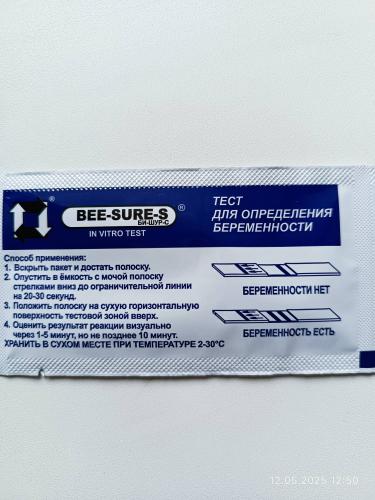 BEE-SURE-S®
БИ-ШУР-С
IN VITRO TEST
ТЕСТ
ДЛЯ ОПРЕДЕЛЕНИЯ
БЕРЕМЕННОСТИ
Способ применения:
1. Вскрыть пакет и достать полоску.
2. Опустить в ёмкость с мочой полоску
стрелками вниз до ограничительной линии
на 20-30 секунд.
3. Положить полоску на сухую горизонтальную
поверхность тестовой зоной вверх.
4. Оценить результат реакции визуально
через 1-5 минут, но не позднее 10 минут.
ХРАНИТЬ В СУХОМ МЕСТЕ ПРИ ТЕМПЕРАТУРЕ 2-30°С
БЕРЕМЕННОСТИ НЕТ
БЕРЕМЕННОСТЬ ЕСТЬ
12.06.2025 12:50